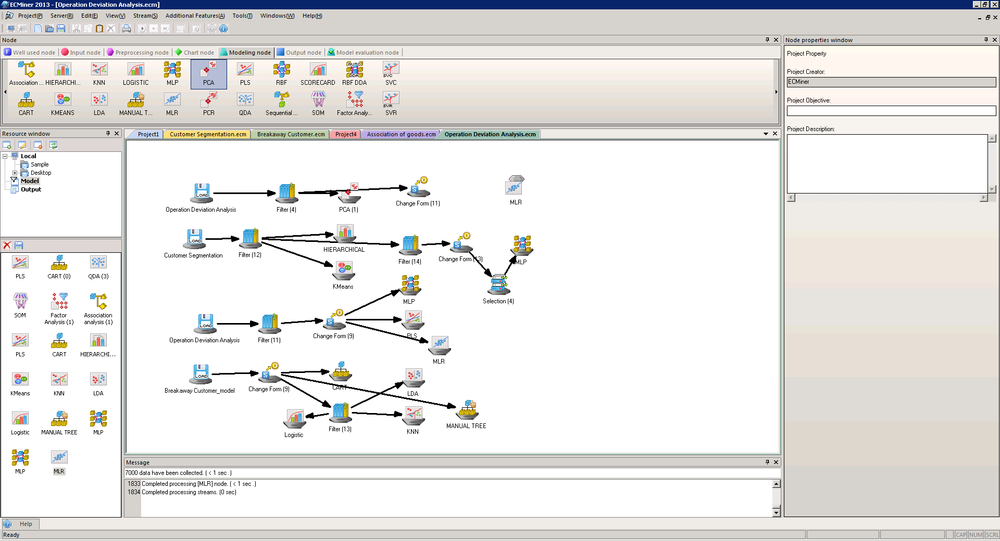 ECMiner 2013 - [Operation Deviation Analysis.ecm]
Project(P) Server(R) Edit(E) View(V) Stream(S) Additional Features(A) Tools(T) Windows(W) Help(H)
Node
Well used node Input node Preprocessing node Chart node Modeling node Output node Model evaluation node
Association ... HIERARCHI... KNN LOGISTIC MLP PCA PLS RBF SCORECARD RBF DDA SVC
CART KMEANS LDA MANUAL T... MLR PCR QDA Sequential ... SOM Factor Analy... SVR
Resource window
Local
Sample
Desktop
Model
Output
PLS CART (0) QDA (3)
SOM Factor Analysis (1) Association analysis (1)
PLS CART HIERARCHI...
KMeans KNN LDA
Logistic MANUAL TREE MLP
MLP MLR
Project1 Customer Segmentation.ecm Breakaway Customer.ecm Project4 Association of goods.ecm Operation Deviation Analysis.ecm
Operation Deviation Analysis Filter (4) PCA (1) Change Form (11) MLR
Customer Segmentation Filter (12) HIERARCHICAL Filter (14) Change Form (13) MLP
KMeans
Selection (4)
MLP
Operation Deviation Analysis Filter (11) Change Form (9) PLS
MLR
Breakaway Customer_model Change Form (9) CART LDA
Logistic Filter (13) KNN MANUAL TREE
Message
7000 data have been collected. ( < 1 sec .)
1833 Completed processing [MLR] node. ( < 1 sec .)
1834 Completed processing streams. (0 sec)
Node properties window
Project Property
Project Creator:
ECMiner
Project Objective:
Project Description:
Help
Ready
CAP NUM SCRL